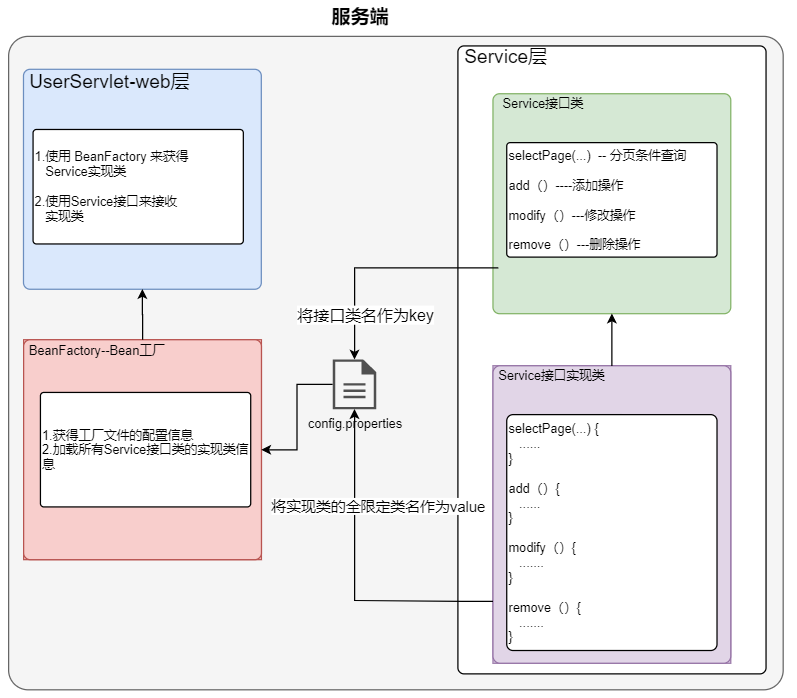 服务端
UserServlet-web层
1.使用 BeanFactory 来获得
Service实现类
2.使用Service接口来接收
实现类
BeanFactory--Bean工厂
1.获得工厂文件的配置信息
2.加载所有Service接口类的实现类信
息
将接口类名作为key
config.properties
将实现类的全限定类名作为value
Service层
Service接口类
selectPage(...) -- 分页条件查询
add（）----添加操作
modify（）---修改操作
remove（）---删除操作
Service接口实现类
selectPage(...) {
......
}
add（）{
......
}
modify（）{
.......
}
remove（）{
.......
}